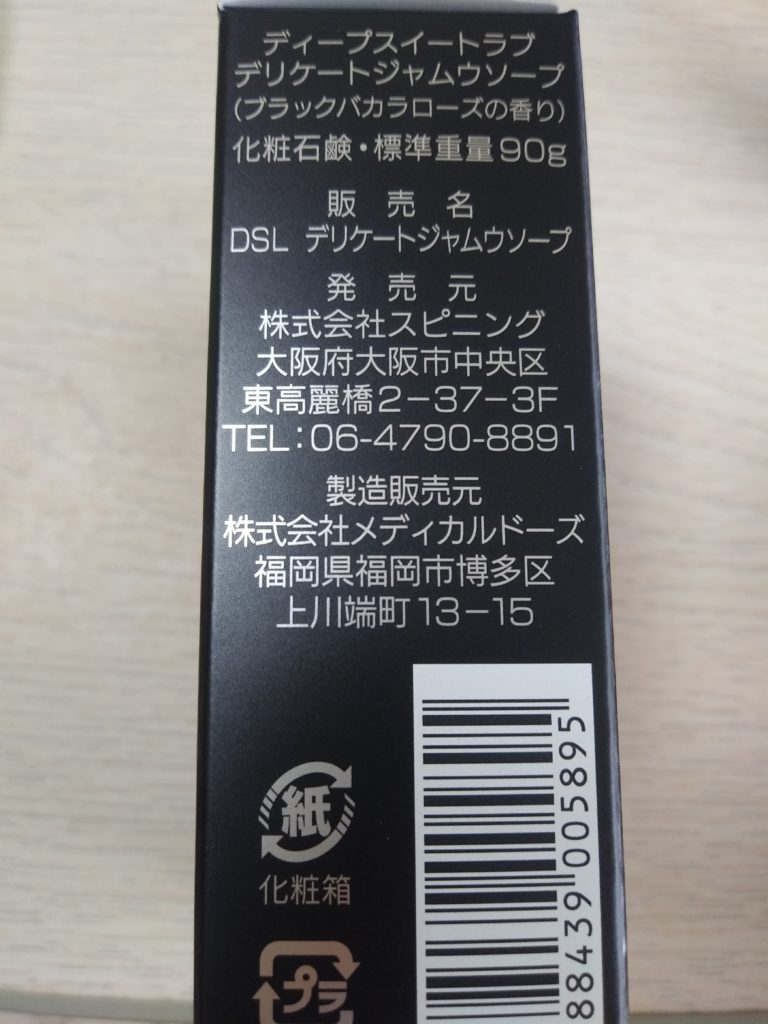 ディープスイートラブ
デリケートジャムウソープ
(ブラックバカラローズの香り)
化粧石鹸・標準重量90g
販 売 名
DSL デリケートジャムウソープ
発 売 元
株式会社スピニング
大阪府大阪市中央区
東高麗橋2−37−3F
TEL:06-4790-8891
製造販売元
株式会社メディカルドーズ
福岡県福岡市博多区
上川端町13−15
紙
化粧箱
プラ
88439 005895